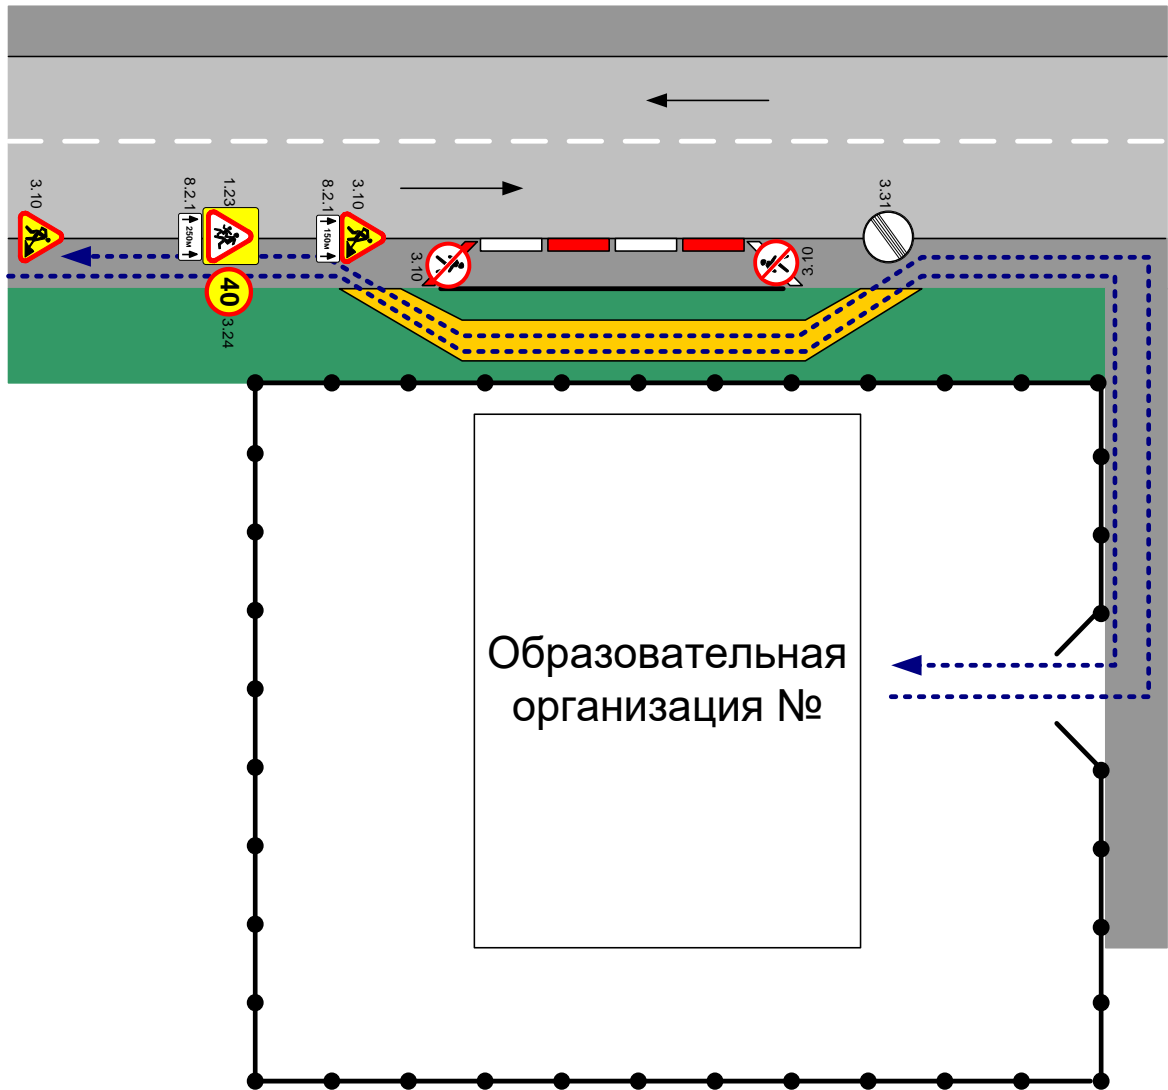 3.10
8.2.1
250м
1.23
40
3.24
8.2.1
150м
3.10
3.10
3.10
3.31
Образовательная
организация №